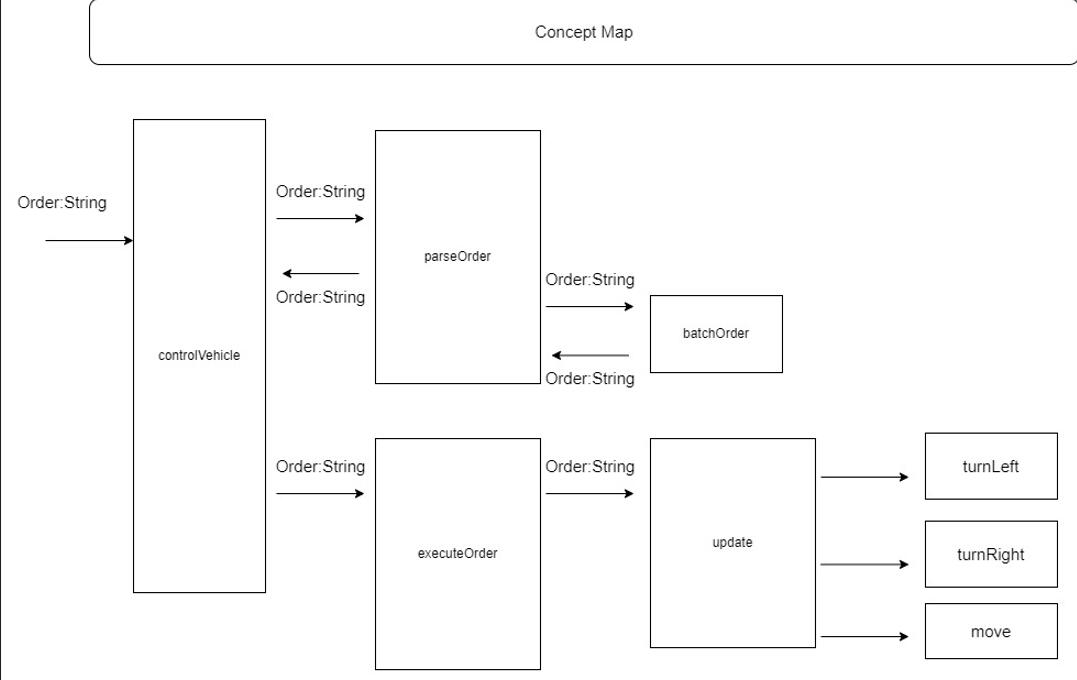 Concept Map
Order:String
controlVehicle
Order:String
Order:String
parseOrder
Order:String
Order:String
batchOrder
Order:String
executeOrder
Order:String
update
turnLeft
turnRight
move